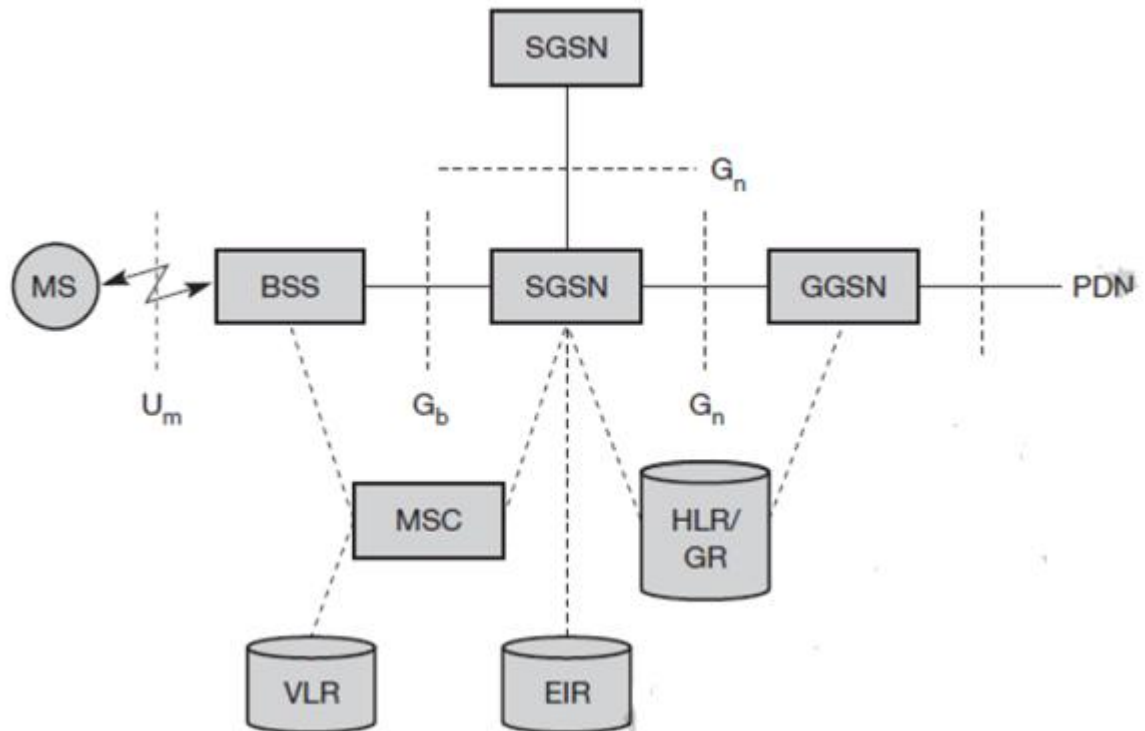 SGSN
Gn
MS
BSS
SGSN
GGSN
PDN
Um
Gb
Gn
MSC
HLR/
GR
VLR
EIR